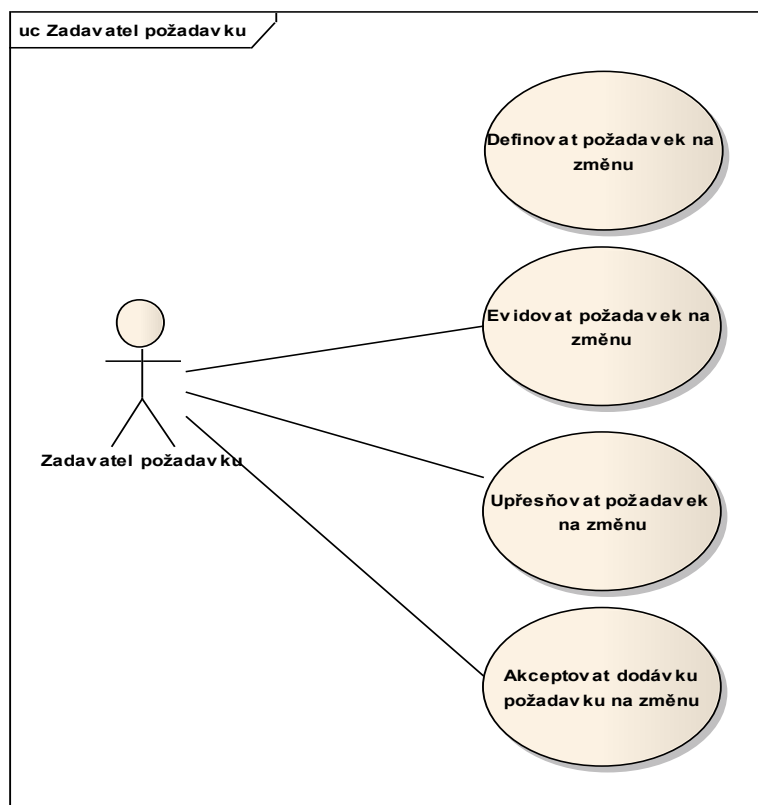 uc Zadavatel požadavku
Definovat požadavek na
změnu
Evidovat požadavek na
změnu
Zadavatel požadavku
Upřesňovat požadavek
na změnu
Akceptovat dodávku
požadavku na změnu